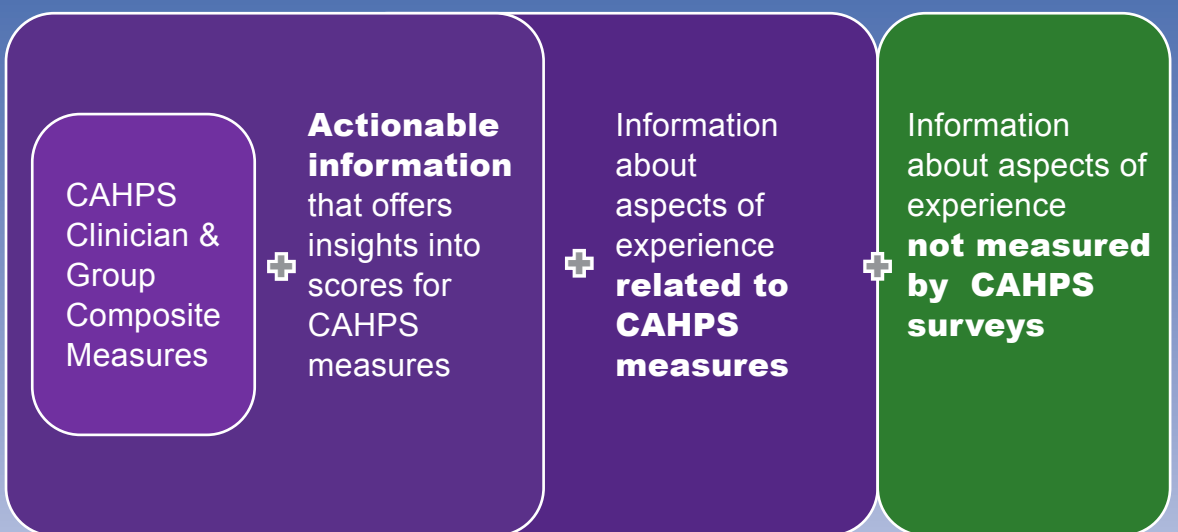 CAHPS
Clinician &
Group
Composite
Measures
Actionable
information
that offers
insights into
scores for
CAHPS
measures
Information
about
aspects of
experience
related to
CAHPS
measures
Information
about aspects of
experience
not measured
by CAHPS
surveys